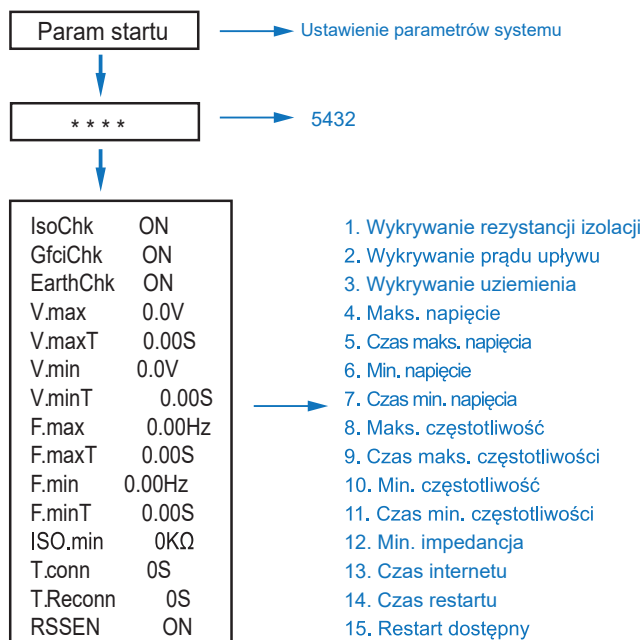 Param startu
Ustawienie parametrów systemu
* * * *
5432
IsoChk ON
GfciChk ON
EarthChk ON
V.max 0.0V
V.maxT 0.00S
V.min 0.0V
V.minT 0.00S
F.max 0.00Hz
F.maxT 0.00S
F.min 0.00Hz
F.minT 0.00S
ISO.min 0KΩ
T.conn 0S
T.Reconn 0S
RSSEN ON
1. Wykrywanie rezystancji izolacji
2. Wykrywanie prądu upływu
3. Wykrywanie uziemienia
4. Maks. napięcie
5. Czas maks. napięcia
6. Min. napięcie
7. Czas min. napięcia
8. Maks. częstotliwość
9. Czas maks. częstotliwości
10. Min. częstotliwość
11. Czas min. częstotliwości
12. Min. impedancja
13. Czas internetu
14. Czas restartu
15. Restart dostępny